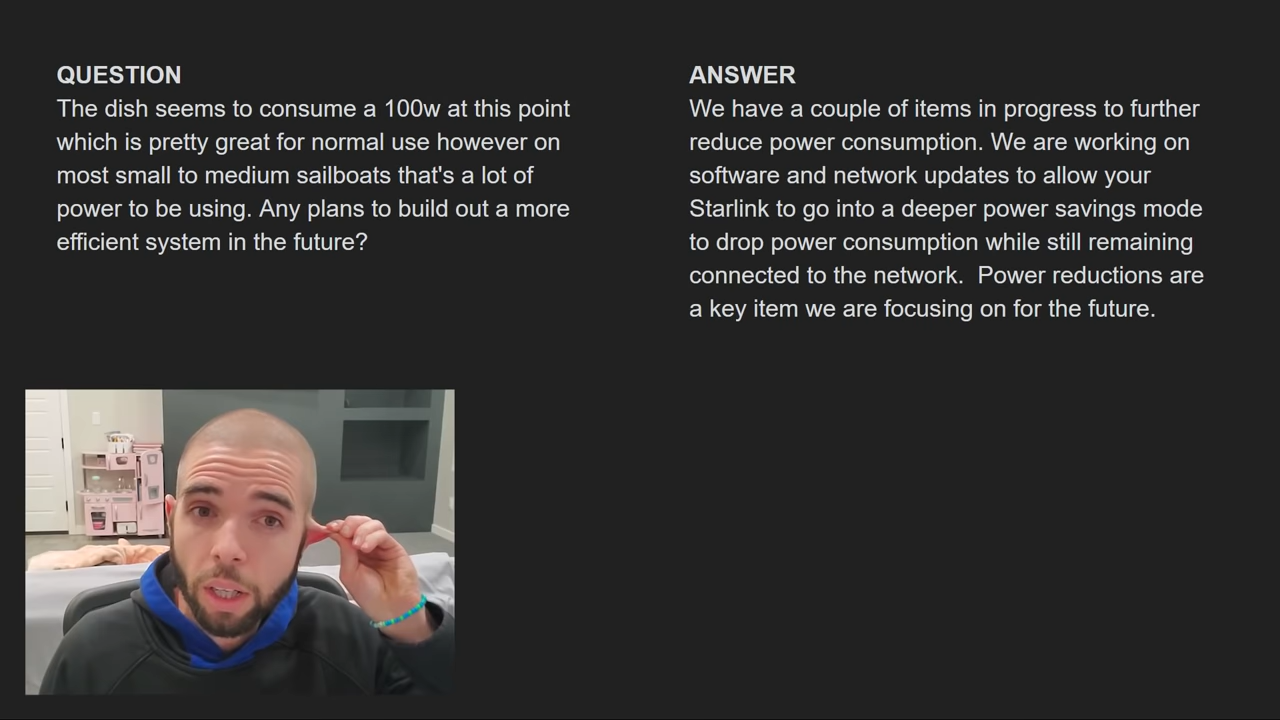 QUESTION
The dish seems to consume a 100w at this point
which is pretty great for normal use however on
most small to medium sailboats that's a lot of
power to be using. Any plans to build out a more
efficient system in the future?
ANSWER
We have a couple of items in progress to further
reduce power consumption. We are working on
software and network updates to allow your
Starlink to go into a deeper power savings mode
to drop power consumption while still remaining
connected to the network.  Power reductions are
a key item we are focusing on for the future.